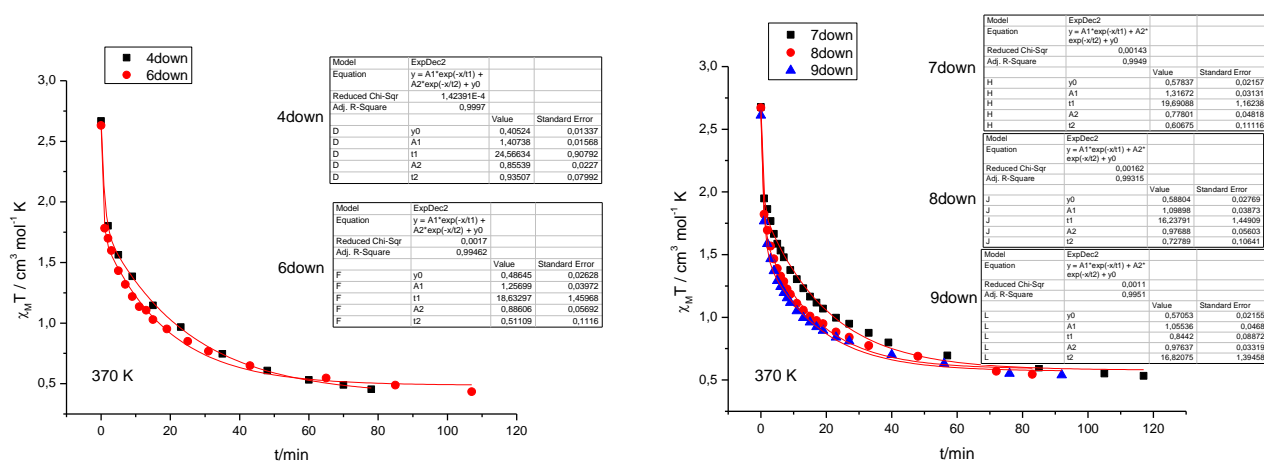 4down
6down
3,0
2,5
2,0
1,5
1,0
0,5
χMT / cm3 mol-1 K
370 K
0 20 40 60 80 100 120
t/min
4down
Model ExpDec2
Equation y = A1*exp(-x/t1) +
A2*exp(-x/t2) + y0
Reduced Chi-Sqr 1,42391E-4
Adj. R-Square 0,9997
Value Standard Error
D y0 0,40524 0,01337
D A1 1,40738 0,01568
D t1 24,56634 0,90792
D A2 0,85539 0,0227
D t2 0,93507 0,07992
6down
Model ExpDec2
Equation y = A1*exp(-x/t1) +
A2*exp(-x/t2) + y0
Reduced Chi-Sqr 0,0017
Adj. R-Square 0,99462
Value Standard Error
F y0 0,48645 0,02628
F A1 1,25699 0,03972
F t1 18,63297 1,45968
F A2 0,88606 0,05692
F t2 0,51109 0,1116
7down
8down
9down
3,0
2,5
2,0
1,5
1,0
0,5
χMT / cm3 mol-1 K
370 K
0 20 40 60 80 100 120
t/min
7down
Model ExpDec2
Equation y = A1*exp(-x/t1) + A2*
exp(-x/t2) + y0
Reduced Chi-Sqr 0,00143
Adj. R-Square 0,9949
Value Standard Error
H y0 0,57837 0,02157
H A1 1,31672 0,03131
H t1 19,69088 1,16238
H A2 0,77801 0,04818
H t2 0,60675 0,11116
8down
Model ExpDec2
Equation y = A1*exp(-x/t1) + A2*
exp(-x/t2) + y0
Reduced Chi-Sqr 0,00162
Adj. R-Square 0,99315
Value Standard Error
J y0 0,58804 0,02769
J A1 1,09898 0,03873
J t1 16,23791 1,44909
J A2 0,97688 0,05603
J t2 0,72789 0,10641
9down
Model ExpDec2
Equation y = A1*exp(-x/t1) + A2*
exp(-x/t2) + y0
Reduced Chi-Sqr 0,0011
Adj. R-Square 0,9951
Value Standard Error
L y0 0,57053 0,02155
L A1 1,05536 0,0468
L t1 0,8442 0,08872
L A2 0,97637 0,03319
L t2 16,82075 1,39458